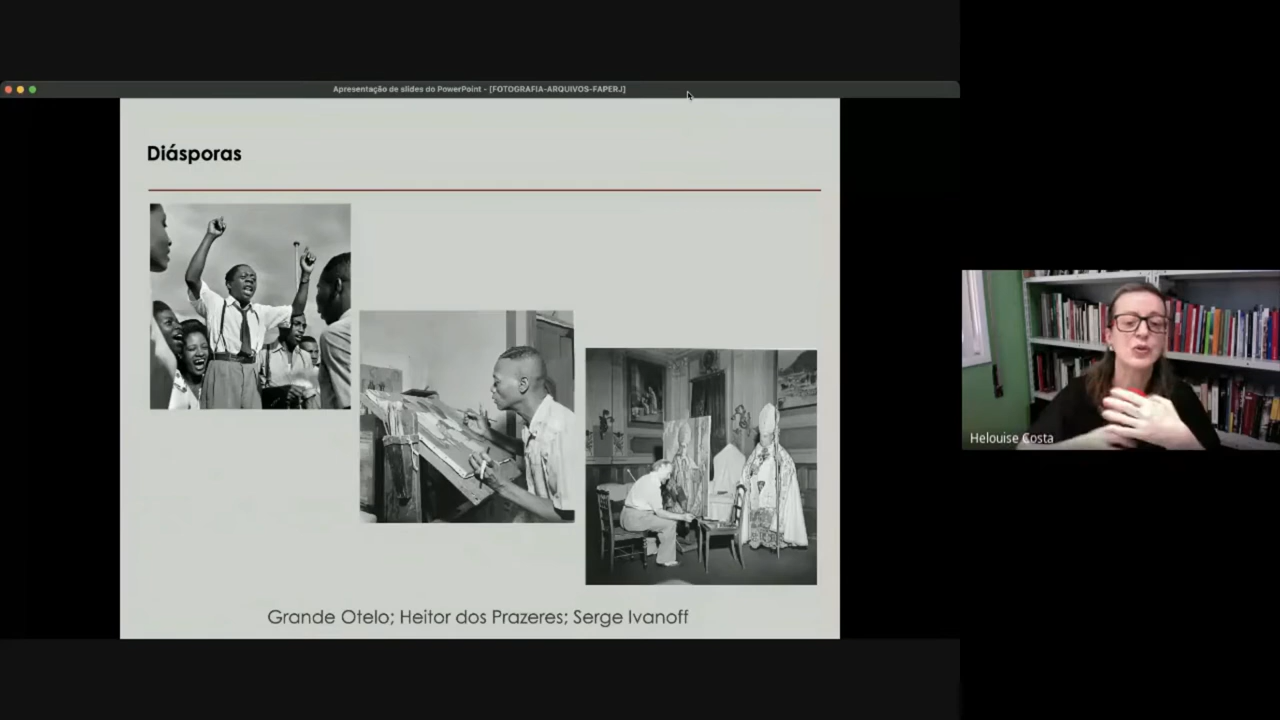 Apresentação de slides do PowerPoint - [FOTOGRAFIA-ARQUIVOS-FAPERJ]
Diásporas
Grande Otelo; Heitor dos Prazeres; Serge Ivanoff
Helouise Costa